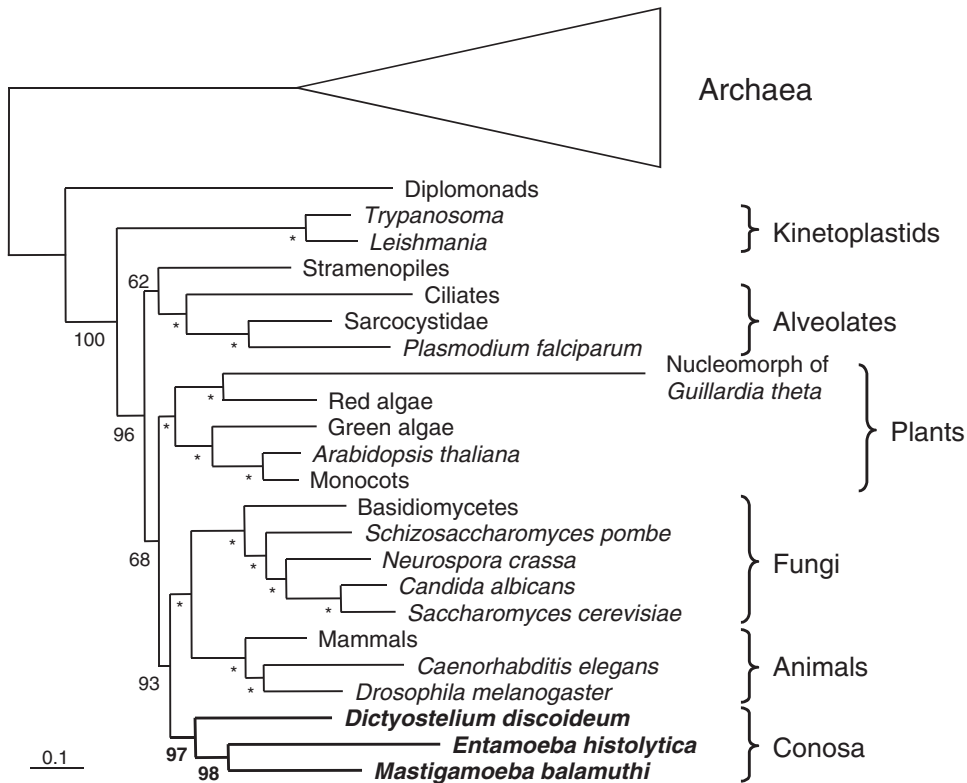 Archaea
Diplomonads
Trypanosoma
*
Leishmania
Kinetoplastids
62
Stramenopiles
Ciliates
*
Sarcocystidae
Alveolates
100
*
Plasmodium falciparum
Nucleomorph of
Guillardia theta
*
Red algae
96
*
Green algae
Plants
*
Arabidopsis thaliana
*
Monocots
Basidiomycetes
68
*
Schizosaccharomyces pombe
Neurospora crassa
Fungi
*
Candida albicans
*
*
Saccharomyces cerevisiae
Mammals
*
Caenorhabditis elegans
Animals
93
*
Drosophila melanogaster
Dictyostelium discoideum
97
Entamoeba histolytica
Conosa
0.1
98
Mastigamoeba balamuthi